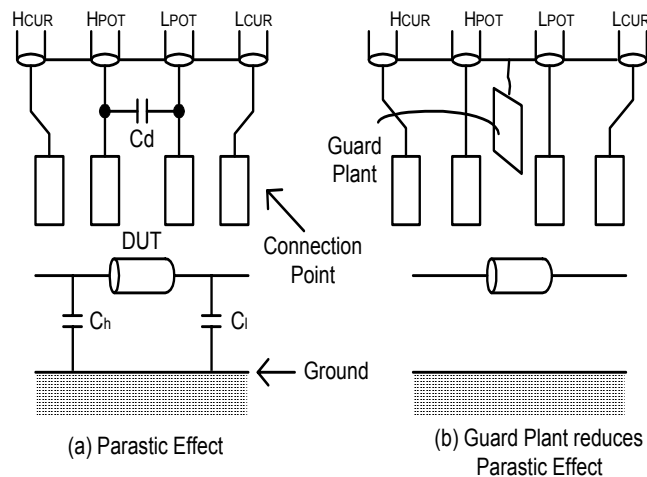 HCUR HPOT LPOT LCUR
HCUR HPOT LPOT LCUR
Cd
Guard
Plant
DUT
Connection
Point
Ch
Cl
Ground
(a) Parastic Effect
(b) Guard Plant reduces
Parastic Effect